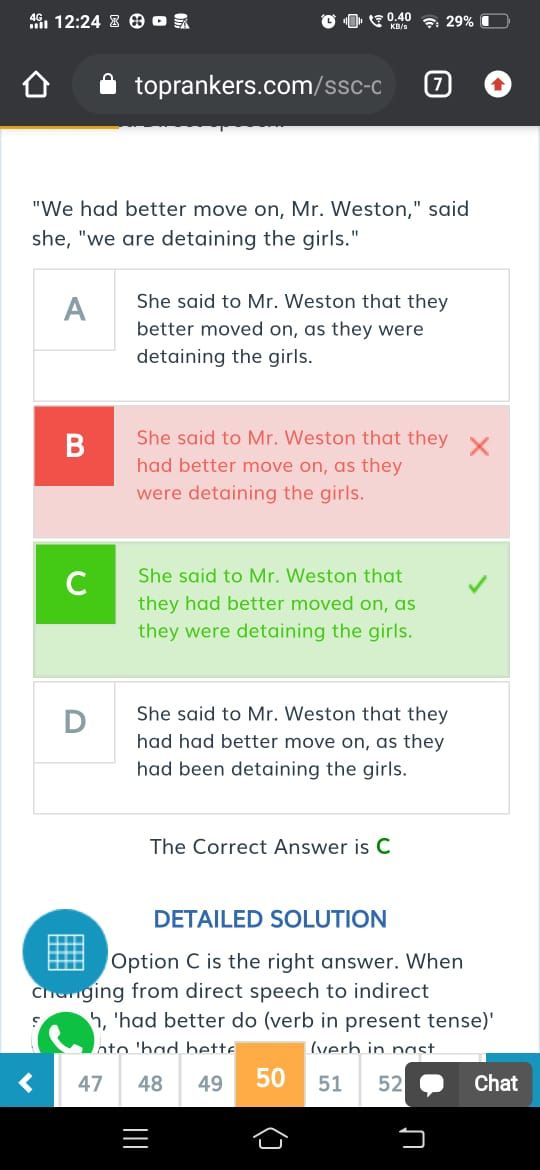 4G 12:24 0.40 KB/s 29%
toprankers.com/ssc-c 7
"We had better move on, Mr. Weston," said
she, "we are detaining the girls."
A
She said to Mr. Weston that they
better moved on, as they were
detaining the girls.
B
She said to Mr. Weston that they
had better move on, as they
were detaining the girls.
C
She said to Mr. Weston that
they had better moved on, as
they were detaining the girls.
D
She said to Mr. Weston that they
had had better move on, as they
had been detaining the girls.
The Correct Answer is C
DETAILED SOLUTION
Option C is the right answer. When
changing from direct speech to indirect
'had better do (verb in present tense)'
'had (verb in past
47 48 49 50 51 52 Chat